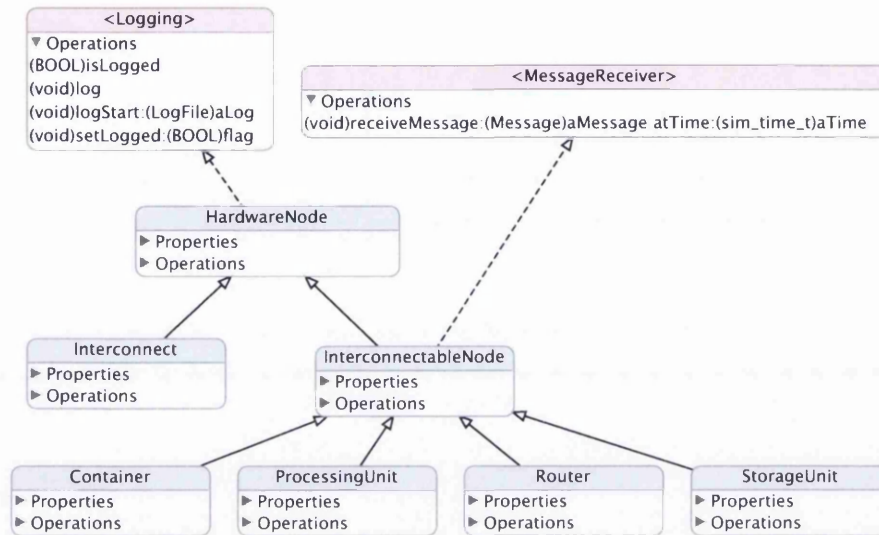 <Logging>
▼ Operations
(BOOL)isLogged
(void)log
(void)logStart:(LogFile)aLog
(void)setLogged:(BOOL)flag
<MessageReceiver>
▼ Operations
(void)receiveMessage:(Message)aMessage atTime:(sim_time_t)aTime
HardwareNode
▶ Properties
▶ Operations
Interconnect
▶ Properties
▶ Operations
InterconnectableNode
▶ Properties
▶ Operations
Container
▶ Properties
▶ Operations
ProcessingUnit
▶ Properties
▶ Operations
Router
▶ Properties
▶ Operations
StorageUnit
▶ Properties
▶ Operations